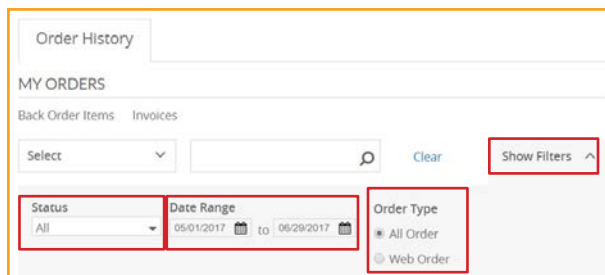 Order History
MY ORDERS
Back Order Items Invoices
Select Clear Show Filters
Status Date Range Order Type
All 05/01/2017 to 06/29/2017 All Order
Web Order